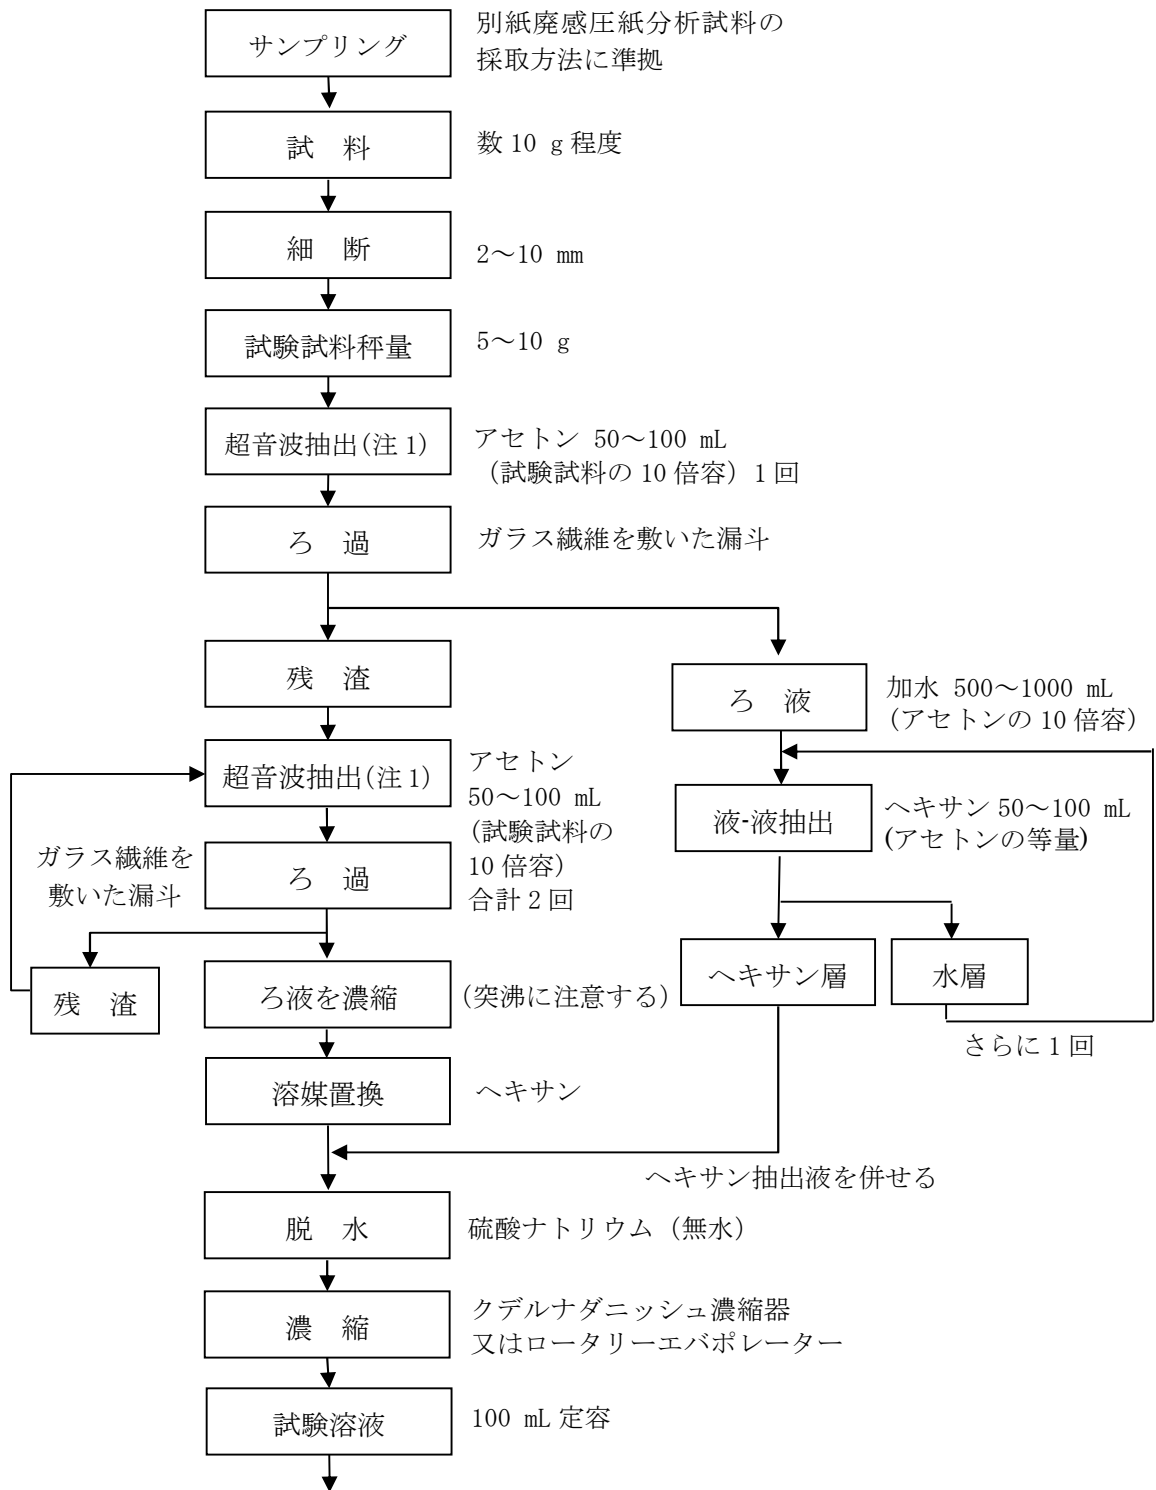 サンプリング
別紙廃感圧紙分析試料の
採取方法に準拠
試　料
数 10 g 程度
細　断
2～10 mm
試験試料秤量
5～10 g
超音波抽出(注 1)
アセトン 50～100 mL
（試験試料の 10 倍容）1 回
ろ　過
ガラス繊維を敷いた漏斗
残　渣
ろ　液
加水 500～1000 mL
（アセトンの 10 倍容）
超音波抽出(注 1)
アセトン
50～100 mL
(試験試料の
10 倍容）
合計 2 回
液-液抽出
ヘキサン 50～100 mL
(アセトンの等量)
ガラス繊維を
敷いた漏斗
ろ　過
残　渣
ろ液を濃縮
(突沸に注意する)
ヘキサン層
水層
さらに 1 回
溶媒置換
ヘキサン
ヘキサン抽出液を併せる
脱　水
硫酸ナトリウム（無水）
濃　縮
クデルナダニッシュ濃縮器
又はロータリーエバポレーター
試験溶液
100 mL 定容